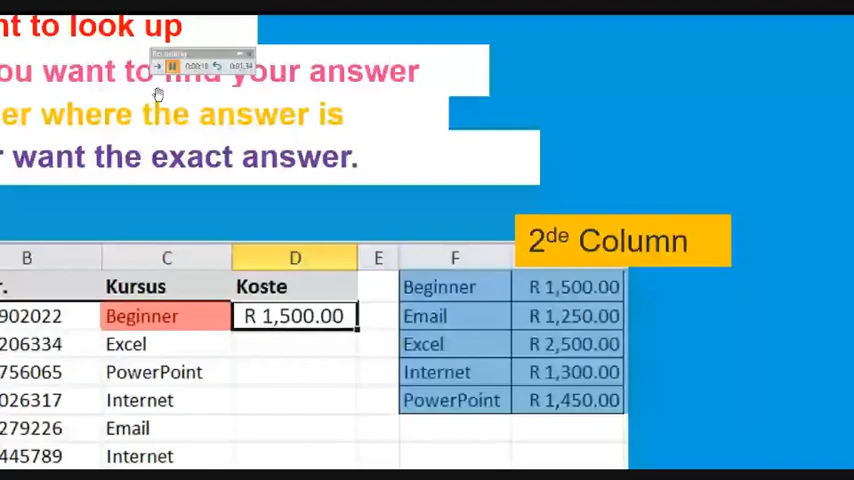 nt to look up
ou want to find your answer
er where the answer is
r want the exact answer.
2de Column
B C D E F
r. Kursus Koste Beginner R 1,500.00
902022 Beginner R 1,500.00 Email R 1,250.00
206334 Excel Excel R 2,500.00
756065 PowerPoint Internet R 1,300.00
026317 Internet PowerPoint R 1,450.00
279226 Email
445789 Internet